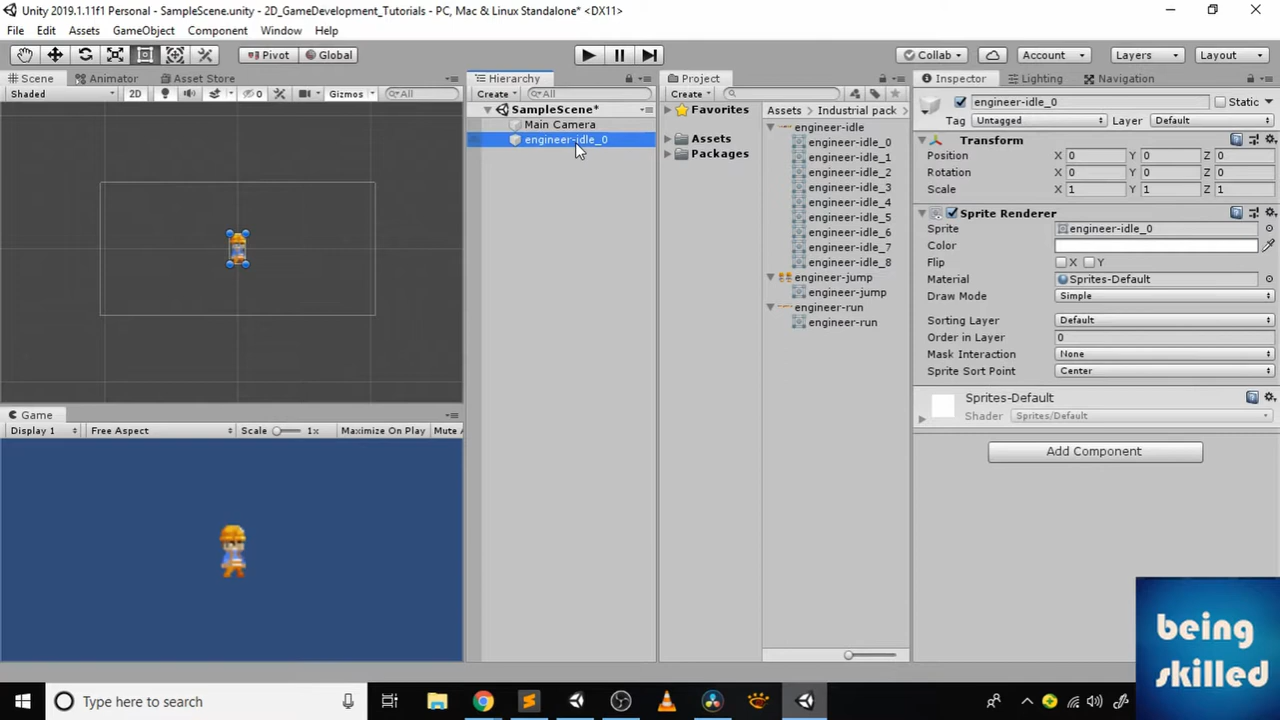 Unity 2019.1.11f1 Personal - SampleScene.unity - 2D_GameDevelopment_Tutorials - PC, Mac & Linux Standalone* <DX11>
File Edit Assets GameObject Component Window Help
Pivot Global Collab Account Layers Layout
Scene Animator Asset Store
Shaded 2D 0 Gizmos All
Hierarchy
Create All
SampleScene*
Main Camera
engineer-idle_0
Project
Create
Favorites
Assets
Packages
Assets Industrial pack
engineer-idle
engineer-idle_0
engineer-idle_1
engineer-idle_2
engineer-idle_3
engineer-idle_4
engineer-idle_5
engineer-idle_6
engineer-idle_7
engineer-idle_8
engineer-jump
engineer-jump
engineer-run
engineer-run
Inspector Lighting Navigation
engineer-idle_0 Static
Tag Untagged Layer Default
Transform
Position X 0 Y 0 Z 0
Rotation X 0 Y 0 Z 0
Scale X 1 Y 1 Z 1
Sprite Renderer
Sprite engineer-idle_0
Color
Flip X Y
Material Sprites-Default
Draw Mode Simple
Sorting Layer Default
Order in Layer 0
Mask Interaction None
Sprite Sort Point Center
Sprites-Default
Shader Sprites/Default
Add Component
Game
Display 1 Free Aspect Scale 1x Maximize On Play Mute
being
skilled
Type here to search